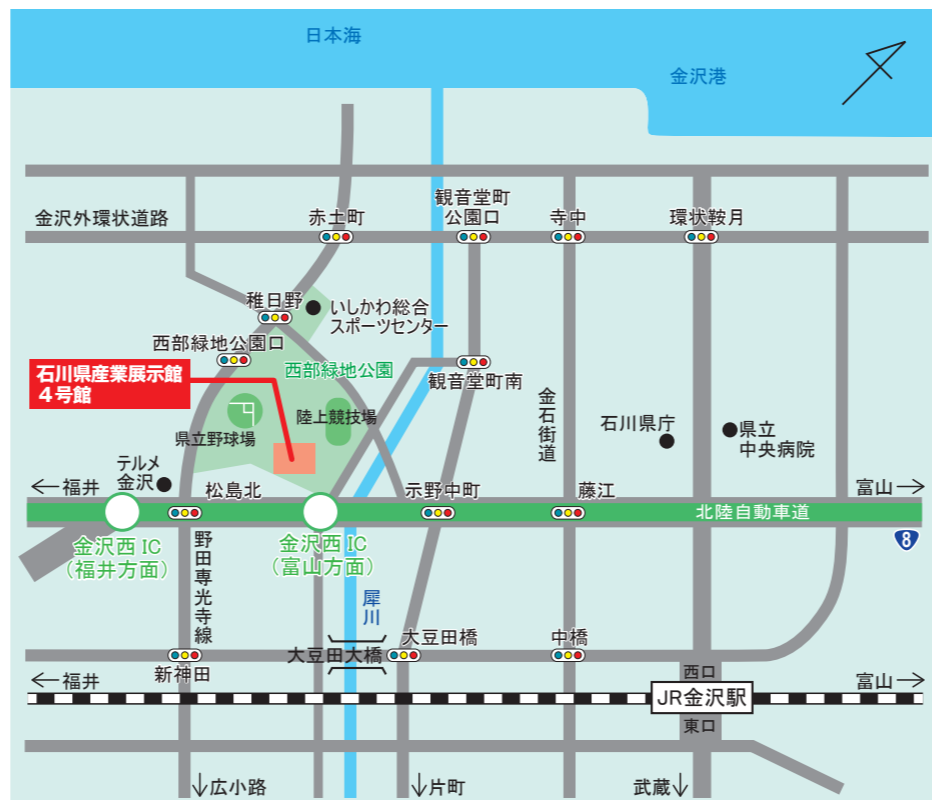 日本海
金沢港
金沢外環状道路
赤土町
観音堂町
公園口
寺中
環状鞍月
稚日野
いしかわ総合
スポーツセンター
西部緑地公園口
石川県産業展示館
4号館
西部緑地公園
観音堂町南
県立野球場
陸上競技場
金石街道
石川県庁
県立
中央病院
テルメ
金沢
←福井
松島北
示野中町
藤江
富山→
北陸自動車道
8
金沢西IC
(福井方面)
金沢西IC
(富山方面)
野田専光寺線
犀川
大豆田大橋
大豆田橋
中橋
新神田
←福井
西口
富山→
JR金沢駅
東口
↓広小路
↓片町
武蔵↓